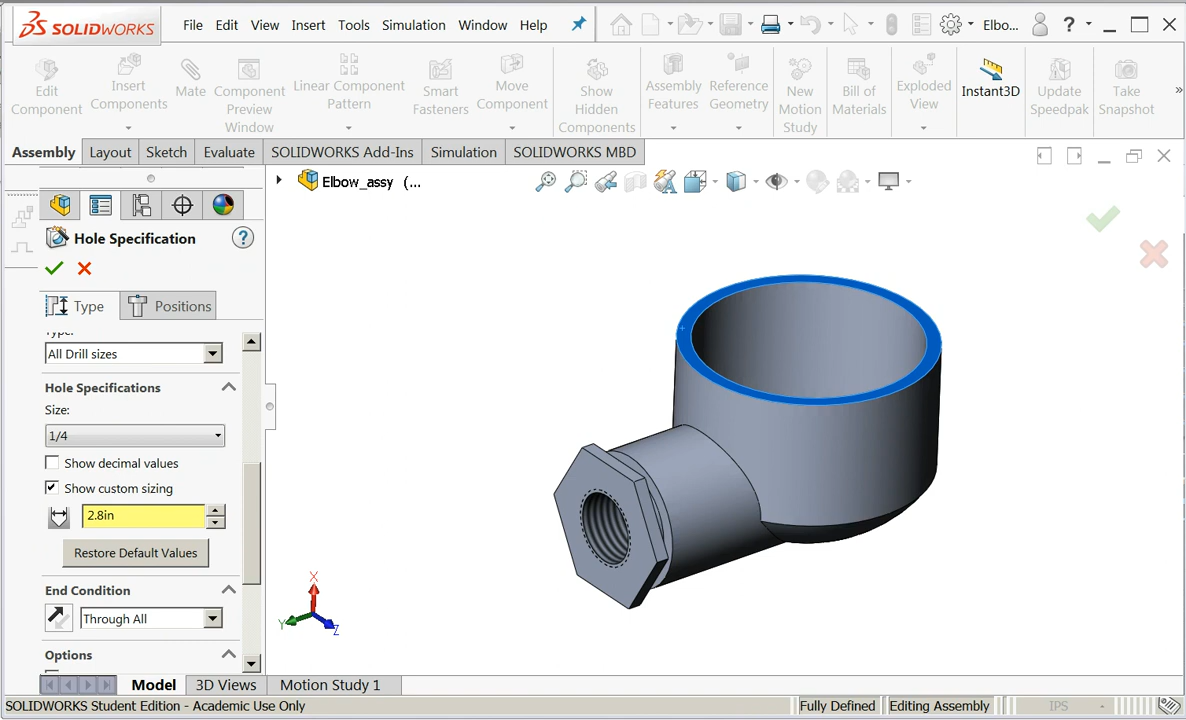 SOLIDWORKS File Edit View Insert Tools Simulation Window Help Elbo... ?
Edit Component
Insert Components
Mate
Component Preview Window
Linear Component Pattern
Smart Fasteners
Move Component
Show Hidden Components
Assembly Features
Reference Geometry
New Motion Study
Bill of Materials
Exploded View
Instant3D
Update Speedpak
Take Snapshot
»
Assembly Layout Sketch Evaluate SOLIDWORKS Add-Ins Simulation SOLIDWORKS MBD
Elbow_assy (...
Hole Specification ?
Type Positions
Type:
All Drill sizes
Hole Specifications
Size:
1/4
Show decimal values
Show custom sizing
2.8in
Restore Default Values
End Condition
Through All
Options
X
Y
Z
Model 3D Views Motion Study 1
SOLIDWORKS Student Edition - Academic Use Only Fully Defined Editing Assembly IPS -